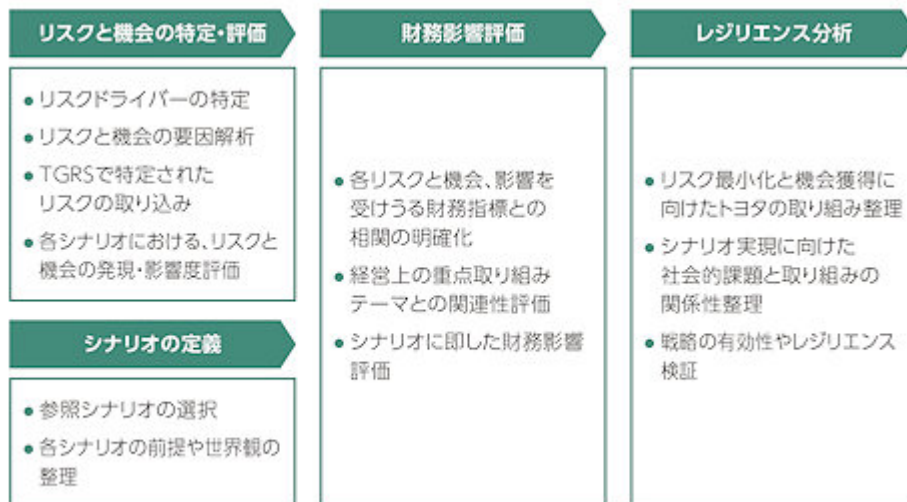 リスクと機会の特定・評価
● リスクドライバーの特定
● リスクと機会の要因解析
● TGRSで特定された
リスクの取り込み
● 各シナリオにおける、リスクと
機会の発現・影響度評価
シナリオの定義
● 参照シナリオの選択
● 各シナリオの前提や世界観の
整理
財務影響評価
● 各リスクと機会、影響を
受けうる財務指標との
相関の明確化
● 経営上の重点取り組み
テーマとの関連性評価
● シナリオに即した財務影響
評価
レジリエンス分析
● リスク最小化と機会獲得に
向けたトヨタの取り組み整理
● シナリオ実現に向けた
社会的課題と取り組みの
関係性整理
● 戦略の有効性やレジリエンス
検証